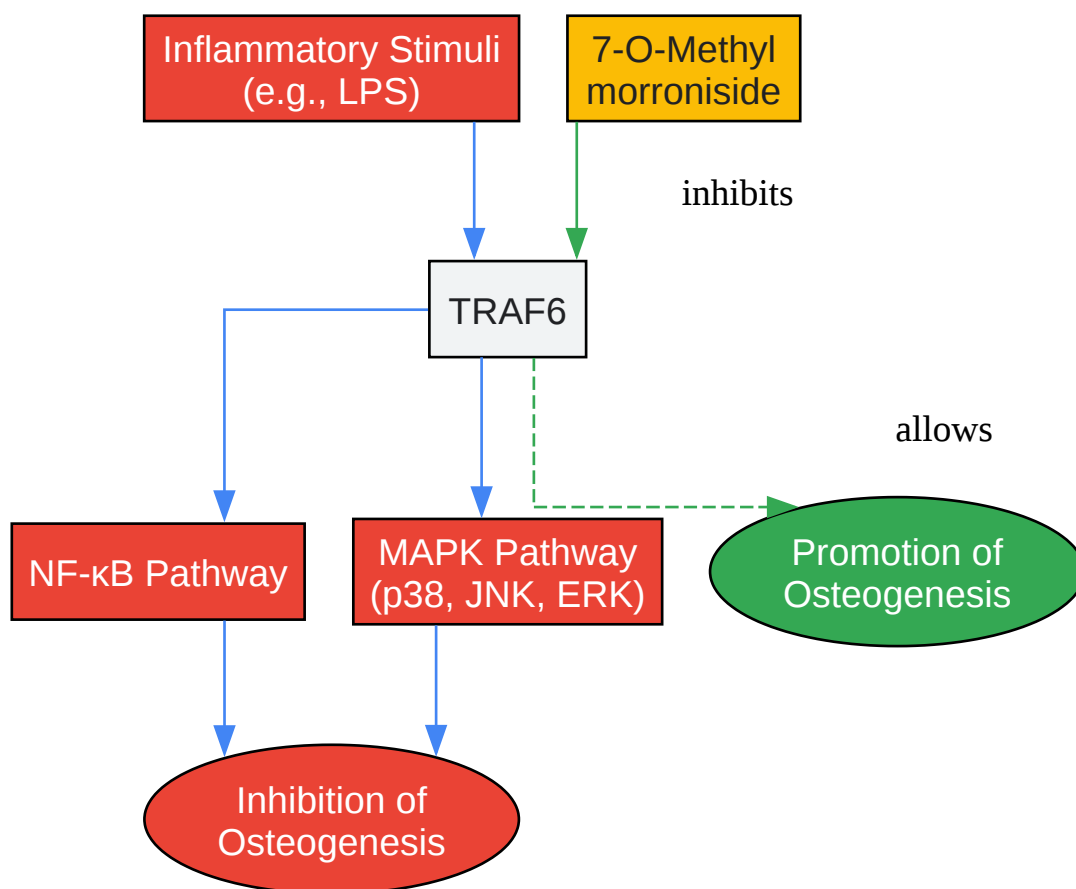 Inflammatory Stimuli
(e.g., LPS)
7-O-Methyl
morroniside
inhibits
TRAF6
allows
NF-κB Pathway
MAPK Pathway
(p38, JNK, ERK)
Promotion of
Osteogenesis
Inhibition of
Osteogenesis